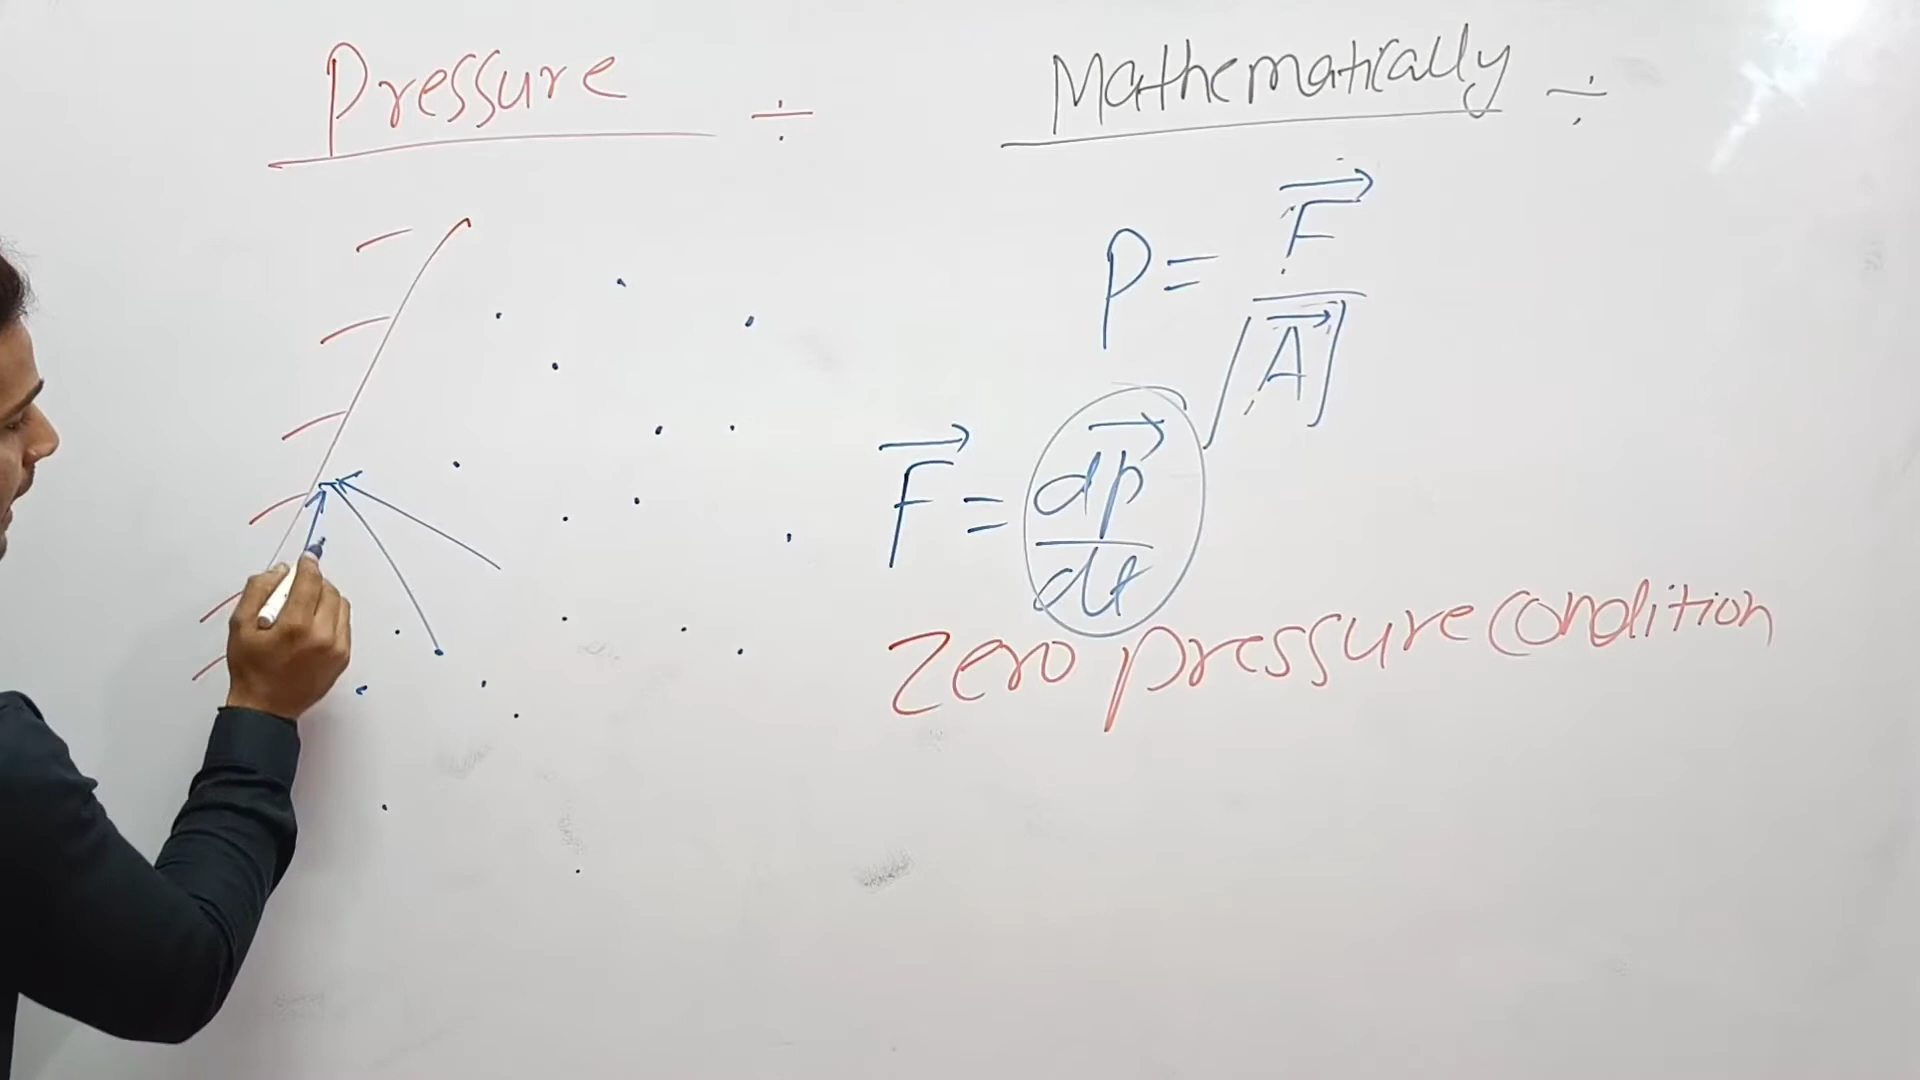 Pressure ÷
Mathematically ÷
P = F⃗ / [A⃗]
F⃗ = dp⃗ / dt
Zero pressure condition